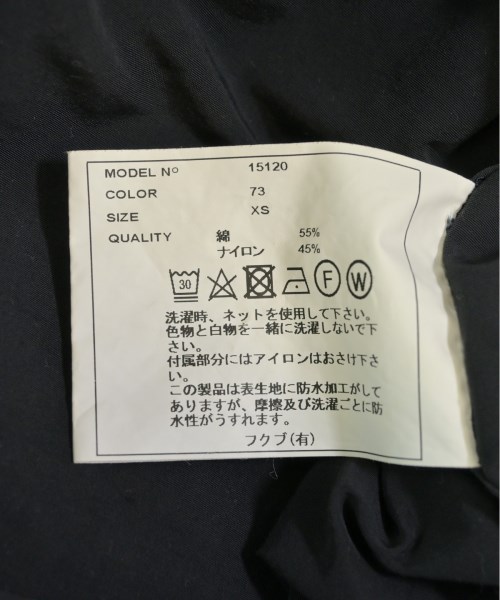 MODEL Nº 15120
COLOR 73
SIZE XS
QUALITY 綿 55%
ナイロン 45%
30 F W
洗濯時、ネットを使用して下さい。
色物と白物を一緒に洗濯しないで下
さい。
付属部分にはアイロンはおさけ下さ
い。
この製品は表生地に防水加工がして
ありますが、摩擦及び洗濯ごとに防
水性がうすれます。
フクブ(有)